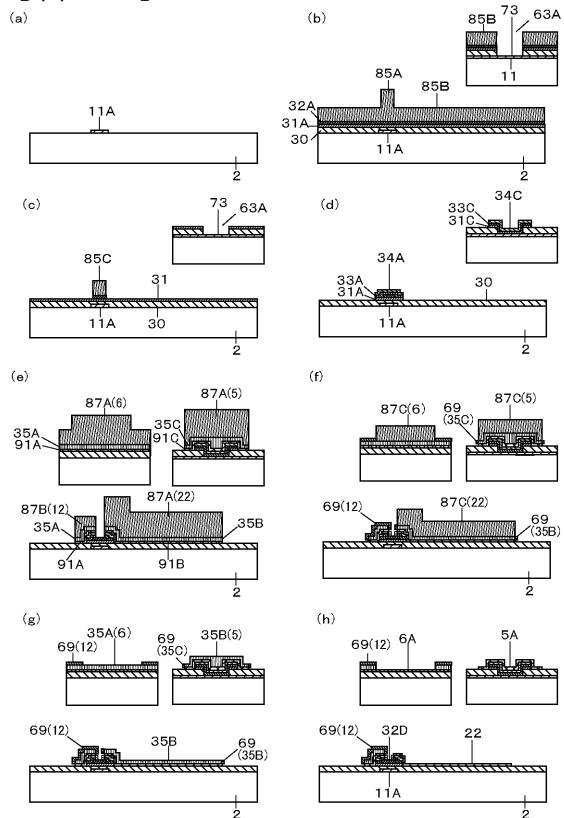 (a)
11A
2
(b)
85B
73
63A
11
85A
85B
32A
31A
30
11A
2
(c)
73
63A
85C
31
11A
30
2
(d)
34C
33C
31C
34A
33A
31A
30
11A
2
(e)
87A(6)
87A(5)
35A
91A
35C
91C
87B(12)
87A(22)
35A
35B
91A
91B
2
(f)
87C(6)
87C(5)
69
(35C)
69(12)
87C(22)
69
(35B)
2
(g)
35A(6)
69(12)
69
(35C)
35B(5)
69(12)
35B
69
(35B)
2
(h)
6A
69(12)
5A
69(12)
32D
22
11A
2